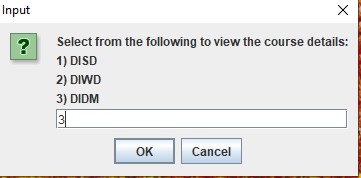 Input
Select from the following to view the course details:
1) DISD
2) DIWD
3) DIDM
3
OK Cancel